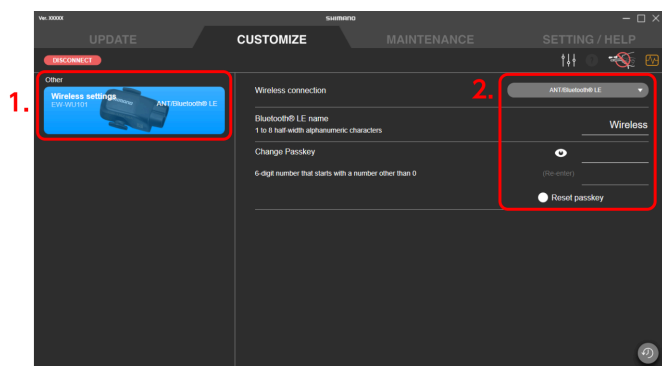 Ver. XXXXX
SHIMANO
UPDATE
CUSTOMIZE
MAINTENANCE
SETTING / HELP
DISCONNECT
Other
1.
Wireless settings
EW-WU101
ANT/Bluetooth® LE
2.
Wireless connection
ANT/Bluetooth® LE
Bluetooth® LE name
1 to 8 half-width alphanumeric characters
Wireless
Change Passkey
6-digit number that starts with a number other than 0
(Re-enter)
Reset passkey